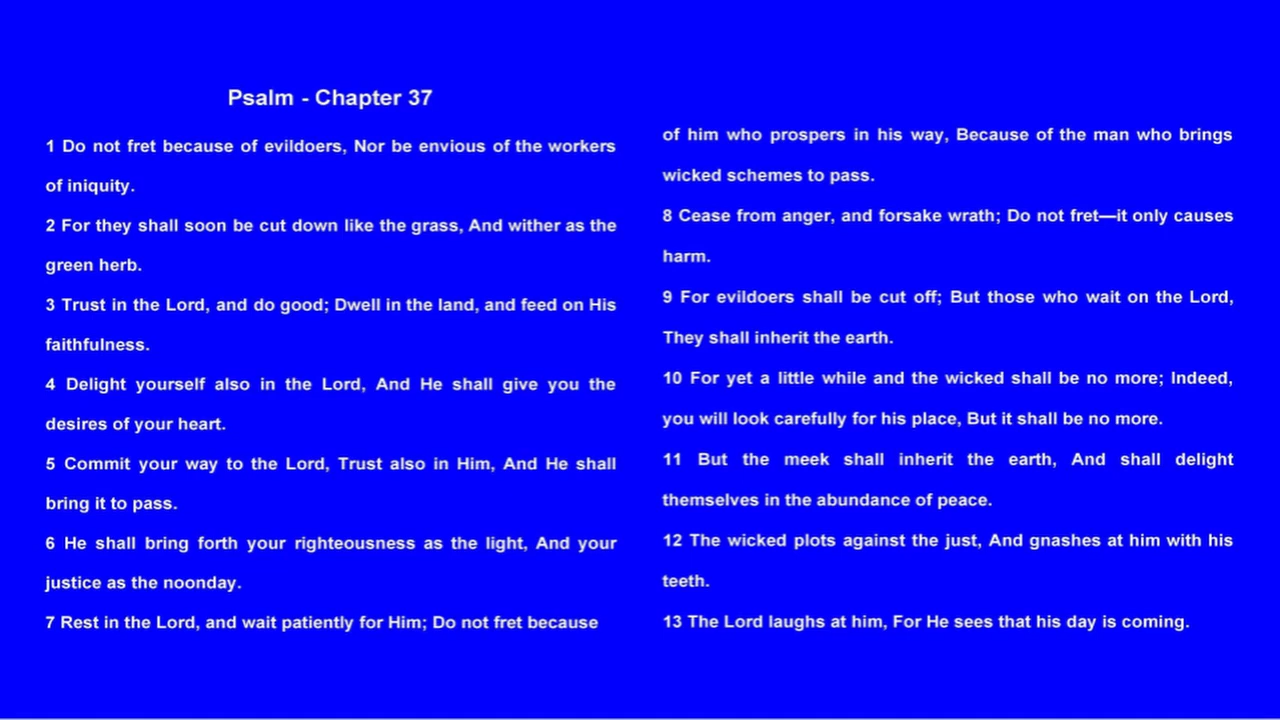 Psalm - Chapter 37
1 Do not fret because of evildoers, Nor be envious of the workers
of iniquity.
2 For they shall soon be cut down like the grass, And wither as the
green herb.
3 Trust in the Lord, and do good; Dwell in the land, and feed on His
faithfulness.
4 Delight yourself also in the Lord, And He shall give you the
desires of your heart.
5 Commit your way to the Lord, Trust also in Him, And He shall
bring it to pass.
6 He shall bring forth your righteousness as the light, And your
justice as the noonday.
7 Rest in the Lord, and wait patiently for Him; Do not fret because
of him who prospers in his way, Because of the man who brings
wicked schemes to pass.
8 Cease from anger, and forsake wrath; Do not fret—it only causes
harm.
9 For evildoers shall be cut off; But those who wait on the Lord,
They shall inherit the earth.
10 For yet a little while and the wicked shall be no more; Indeed,
you will look carefully for his place, But it shall be no more.
11 But the meek shall inherit the earth, And shall delight
themselves in the abundance of peace.
12 The wicked plots against the just, And gnashes at him with his
teeth.
13 The Lord laughs at him, For He sees that his day is coming.